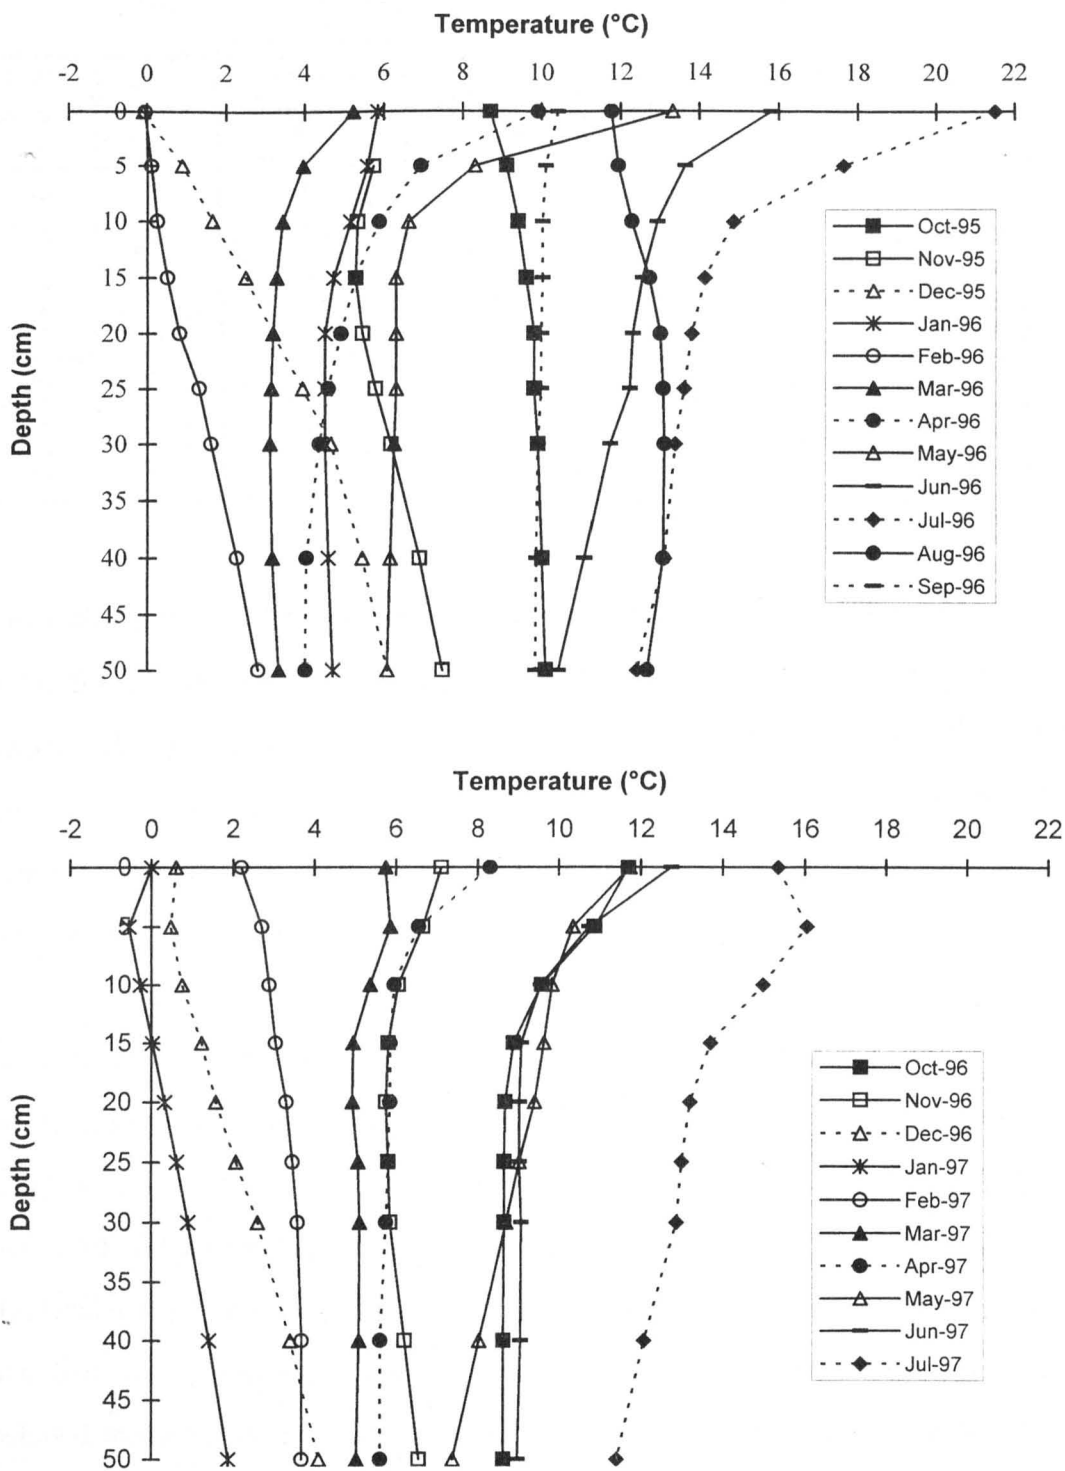 Temperature (°C)
-2 0 2 4 6 8 10 12 14 16 18 20 22
0
5
10
15
20
25
30
35
40
45
50
Depth (cm)
Oct-95
Nov-95
Dec-95
Jan-96
Feb-96
Mar-96
Apr-96
May-96
Jun-96
Jul-96
Aug-96
Sep-96
Temperature (°C)
-2 0 2 4 6 8 10 12 14 16 18 20 22
0
5
10
15
20
25
30
35
40
45
50
Depth (cm)
Oct-96
Nov-96
Dec-96
Jan-97
Feb-97
Mar-97
Apr-97
May-97
Jun-97
Jul-97